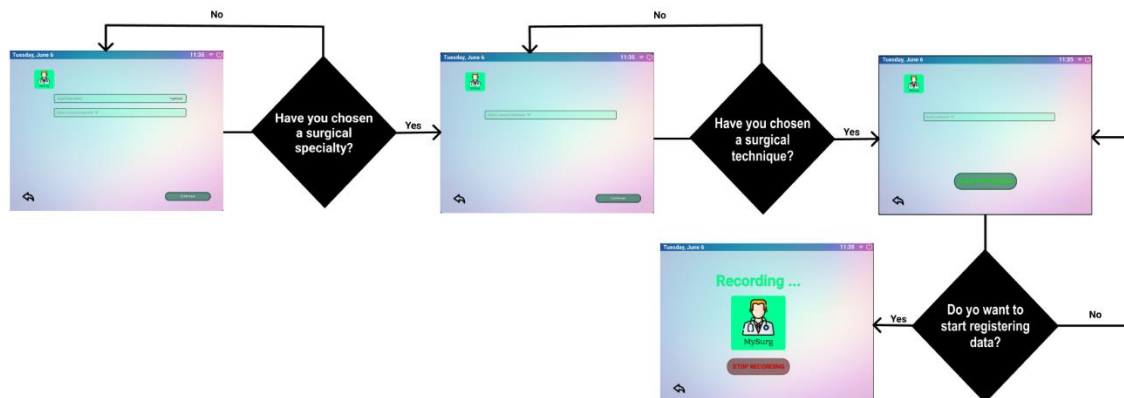 No
No
Tuesday, June 6
11:35
Tuesday, June 6
11:35
Tuesday, June 6
11:35
Have you chosen
a surgical
specialty?
Yes
Have you chosen
a surgical
technique?
Yes
Continue
Continue
Tuesday, June 6
11:35
Recording ...
MySurg
STOP RECORDING
Yes
Do yo want to
start registering
data?
No